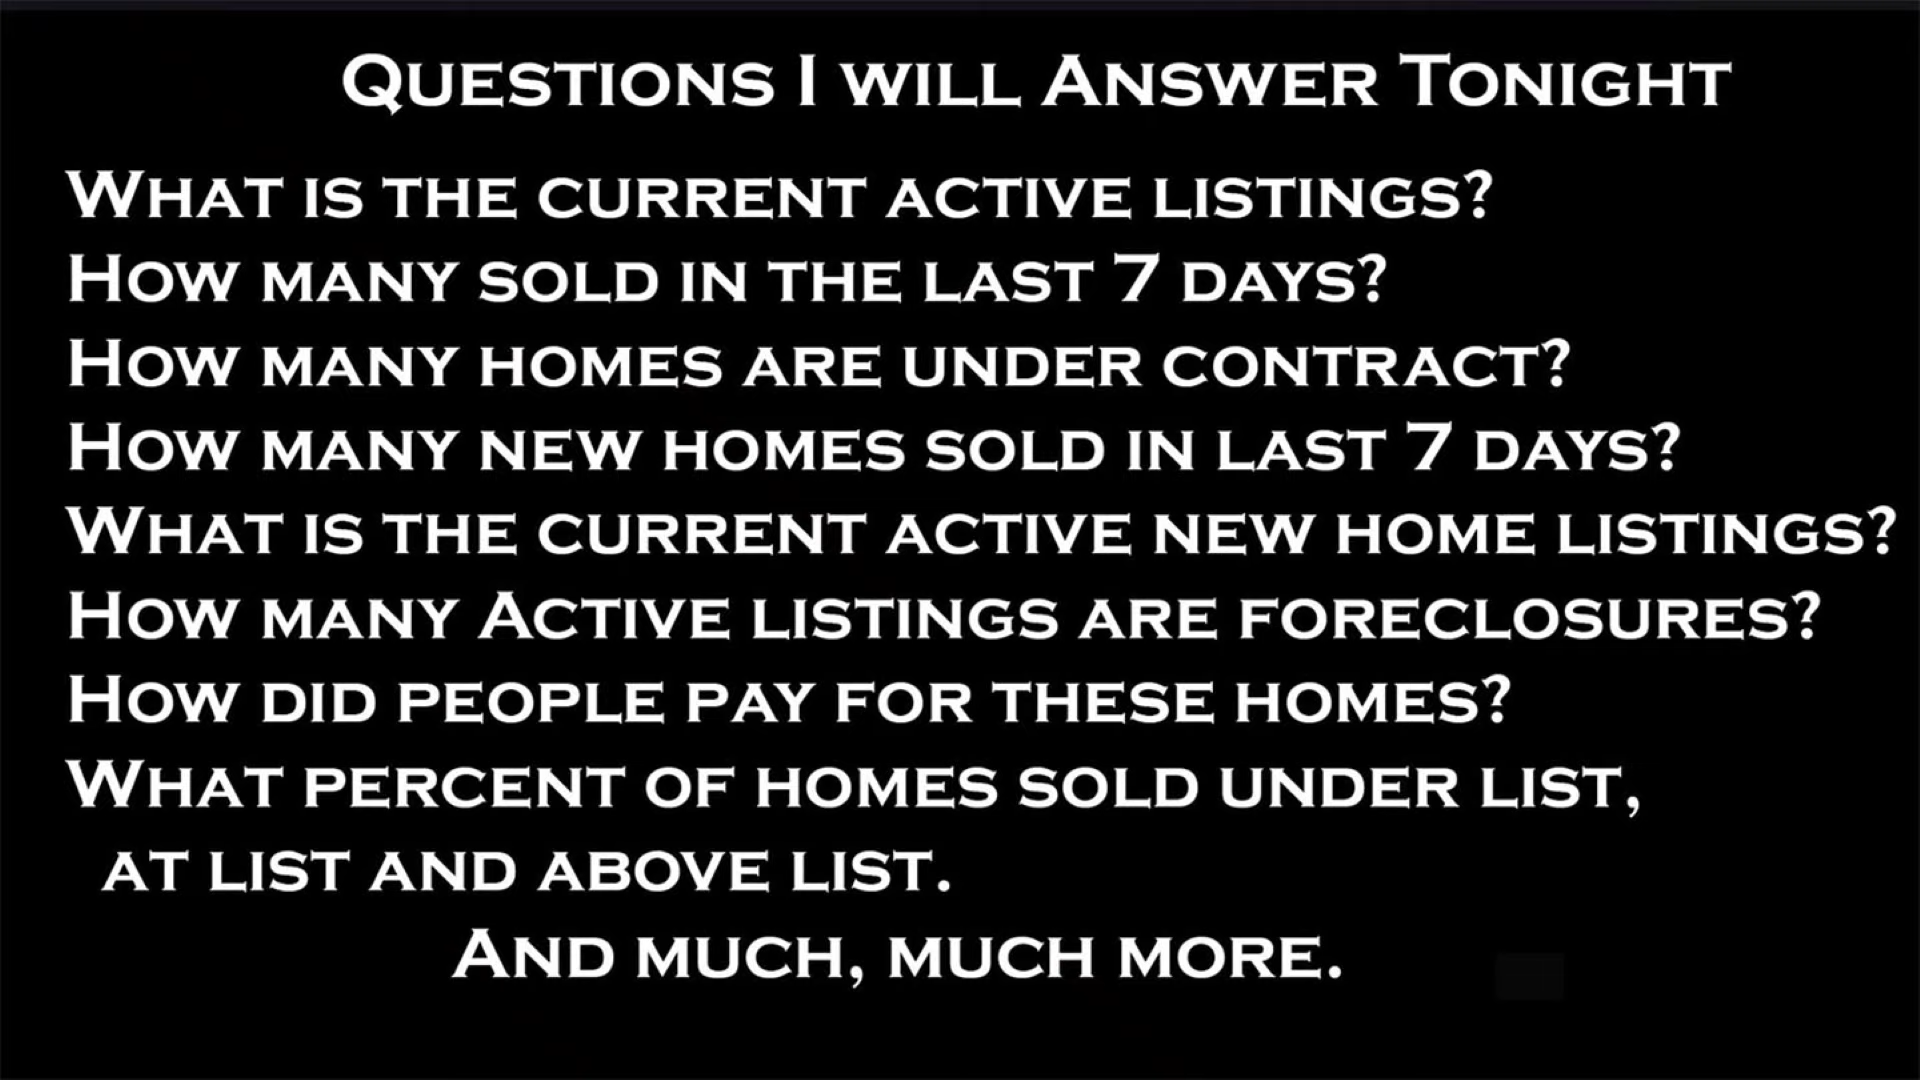 Questions I will Answer Tonight
What is the current active listings?
How many sold in the last 7 days?
How many homes are under contract?
How many new homes sold in last 7 days?
What is the current active new home listings?
How many Active listings are foreclosures?
How did people pay for these homes?
What percent of homes sold under list,
at list and above list.
And much, much more.